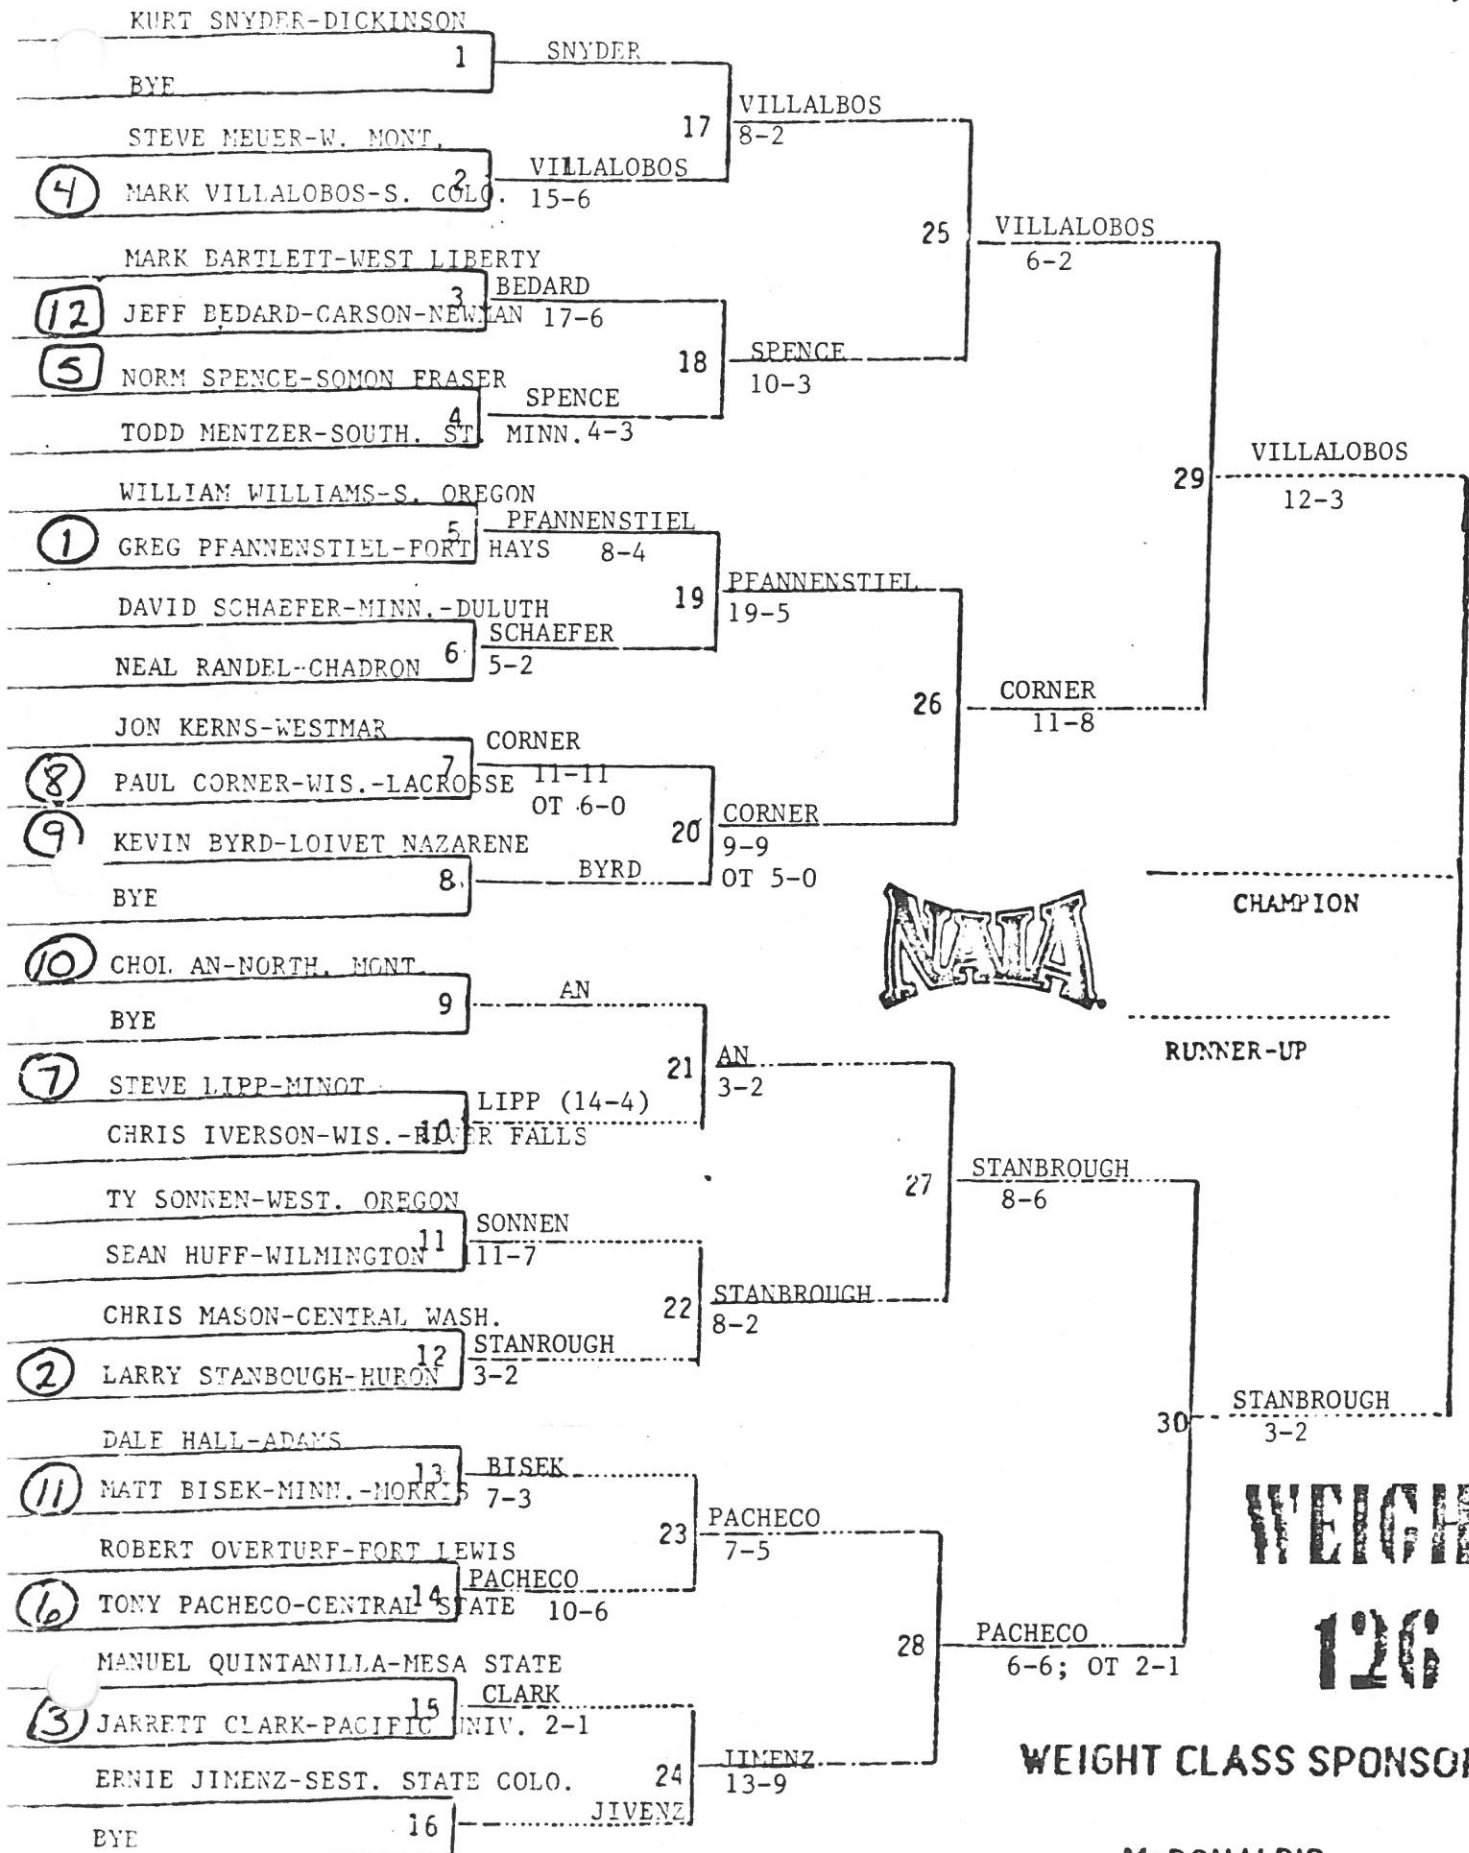 KURT SNYDER-DICKINSON
1
SNYDER
BYE
STEVE MEUER-W. MONT.
2
VILLALOBOS
15-6
4 MARK VILLALOBOS-S. COLO.
17
VILLALBOS
8-2
MARK BARTLETT-WEST LIBERTY
3
BEDARD
17-6
12 JEFF BEDARD-CARSON-NEWMAN
5 NORM SPENCE-SOMON FRASER
4
SPENCE
4-3
TODD MENTZER-SOUTH. ST. MINN.
18
SPENCE
10-3
25
VILLALOBOS
6-2
WILLIAM WILLIAMS-S. OREGON
5
PFANNENSTIEL
8-4
1 GREG PFANNENSTIEL-FORT HAYS
DAVID SCHAEFER-MINN.-DULUTH
6
SCHAEFER
5-2
NEAL RANDEL-CHADRON
19
PFANNENSTIEL
19-5
JON KERNS-WESTMAR
7
CORNER
11-11
OT 6-0
8 PAUL CORNER-WIS.-LACROSSE
9 KEVIN BYRD-LOIVET NAZARENE
8
BYRD
BYE
20
CORNER
9-9
OT 5-0
26
CORNER
11-8
29
VILLALOBOS
12-3
CHAMPION
NAIA
RUNNER-UP
10 CHOL AN-NORTH. MONT.
9
AN
BYE
7 STEVE LIPP-MINOT
10
LIPP (14-4)
CHRIS IVERSON-WIS.-RIVER FALLS
21
AN
3-2
TY SONNEN-WEST. OREGON
11
SONNEN
111-7
SEAN HUFF-WILMINGTON
CHRIS MASON-CENTRAL WASH.
12
STANROUGH
3-2
2 LARRY STANBOUGH-HURON
22
STANBROUGH
8-2
27
STANBROUGH
8-6
DALE HALL-ADAMS
13
BISEK
7-3
11 MATT BISEK-MINN.-MORRIS
ROBERT OVERTURF-FORT LEWIS
14
PACHECO
10-6
6 TONY PACHECO-CENTRAL STATE
23
PACHECO
7-5
MANUEL QUINTANILLA-MESA STATE
15
CLARK
2-1
3 JARRETT CLARK-PACIFIC UNIV.
ERNIE JIMENZ-SEST. STATE COLO.
16
JIVENZ
BYE
24
JIMENZ
13-9
28
PACHECO
6-6; OT 2-1
30
STANBROUGH
3-2
WEIGH
126
WEIGHT CLASS SPONSOR